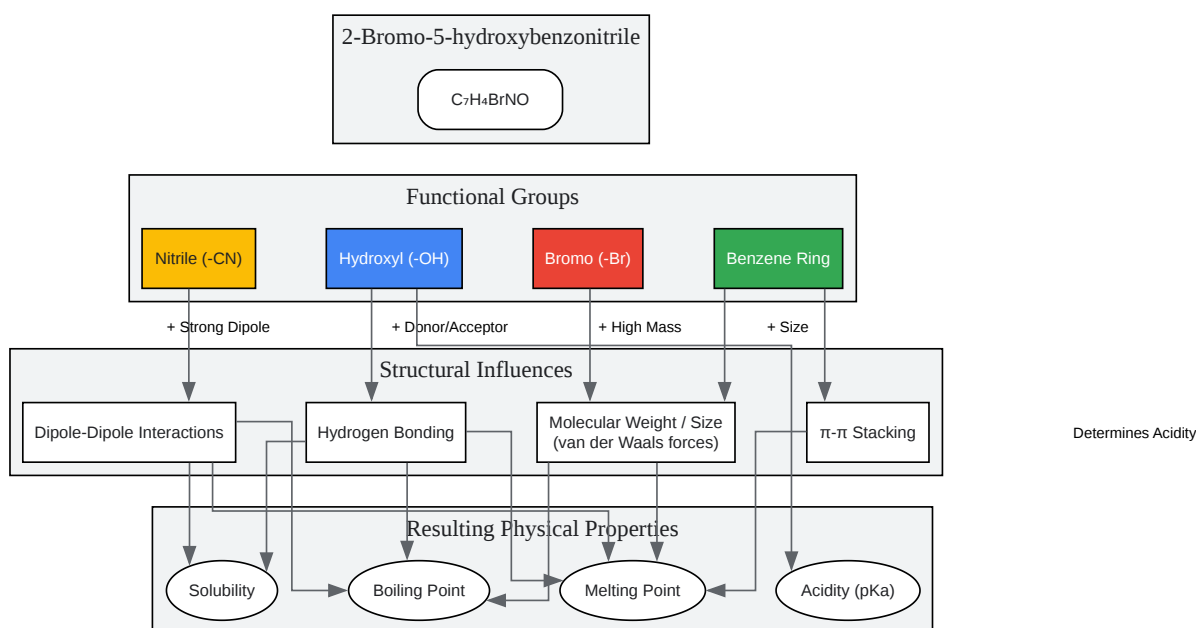 2-Bromo-5-hydroxybenzonitrile
C₇H₄BrNO
Functional Groups
Nitrile (-CN)
Hydroxyl (-OH)
Bromo (-Br)
Benzene Ring
+ Strong Dipole
+ Donor/Acceptor
+ High Mass
+ Size
Structural Influences
Dipole-Dipole Interactions
Hydrogen Bonding
Molecular Weight / Size
(van der Waals forces)
π-π Stacking
Determines Acidity
Resulting Physical Properties
Solubility
Boiling Point
Melting Point
Acidity (pKa)